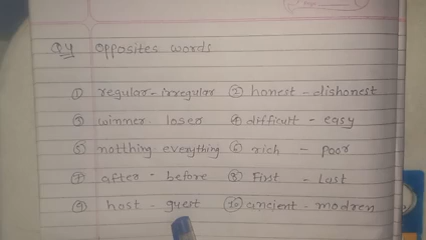 Q4 Opposites words
① regular - irregular ② honest - dishonest
③ winner loser ④ difficult - easy
⑤ notthing everything ⑥ rich - poor
⑦ after - before ⑧ First - Last
⑨ host - guest ⑩ ancient - modren